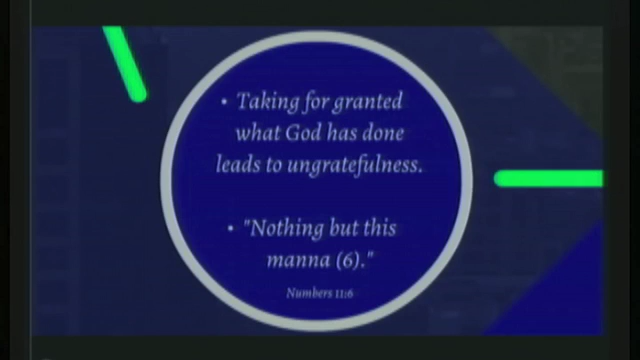 • Taking for granted
what God has done
leads to ungratefulness.
• "Nothing but this
manna (6)."
Numbers 11:6